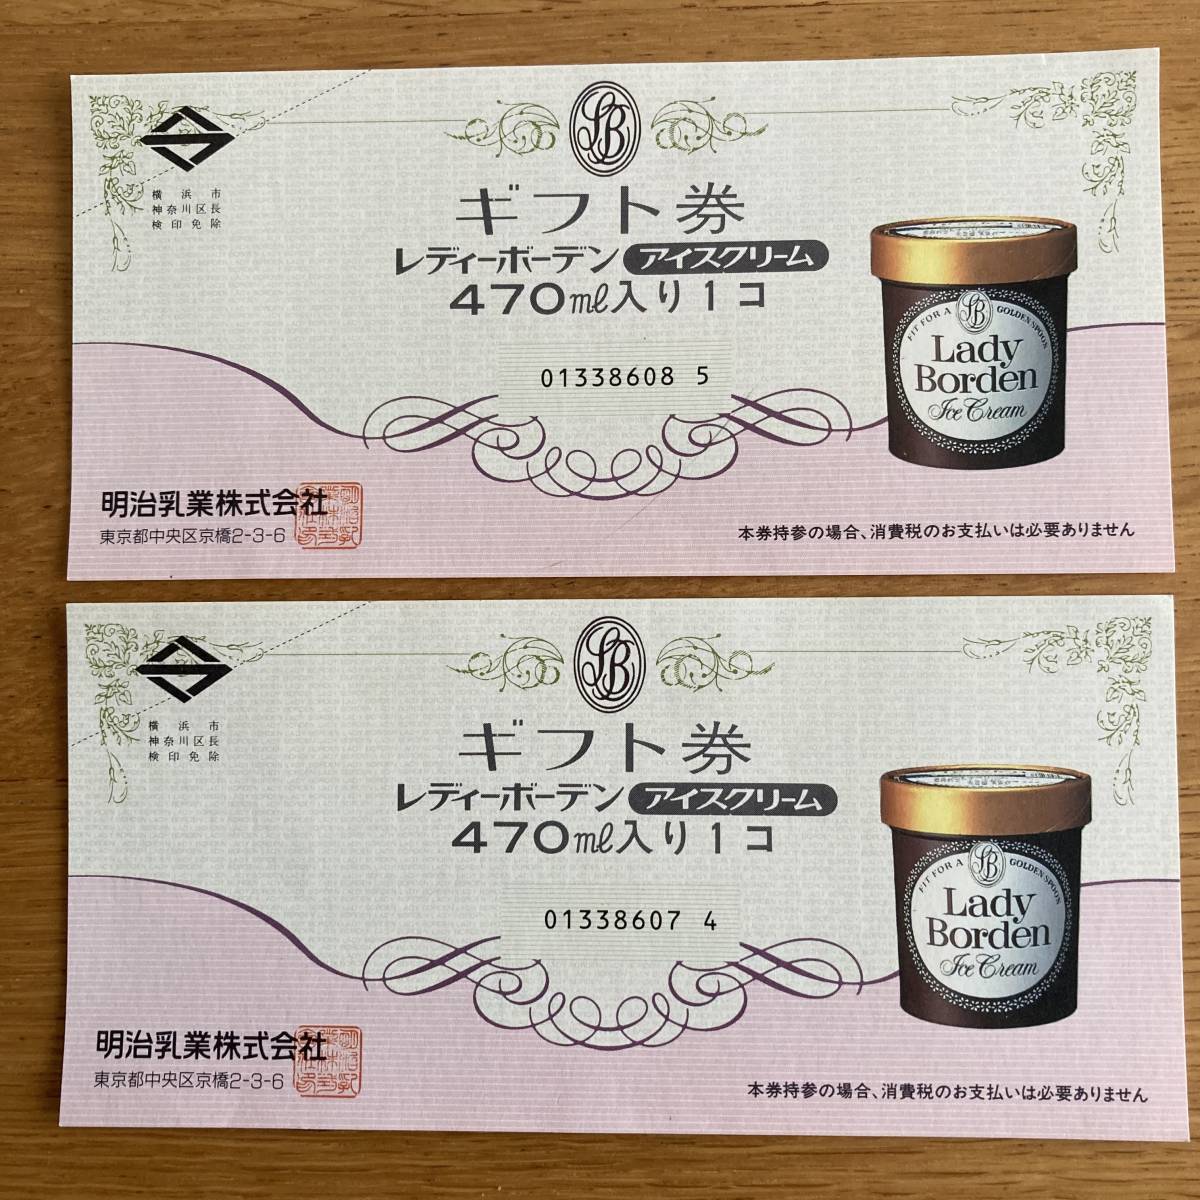 LB
横浜市
神奈川区長
検印免除
ギフト券
レディーボーデン アイスクリーム
470ml入り1コ
01338608 5
FIT FOR A LB GOLDEN SPOON
Lady
Borden
Ice Cream
明治乳業株式会社
東京都中央区京橋2-3-6
本券持参の場合、消費税のお支払いは必要ありません
LB
横浜市
神奈川区長
検印免除
ギフト券
レディーボーデン アイスクリーム
470ml入り1コ
01338607 4
FIT FOR A LB GOLDEN SPOON
Lady
Borden
Ice Cream
明治乳業株式会社
東京都中央区京橋2-3-6
本券持参の場合、消費税のお支払いは必要ありません